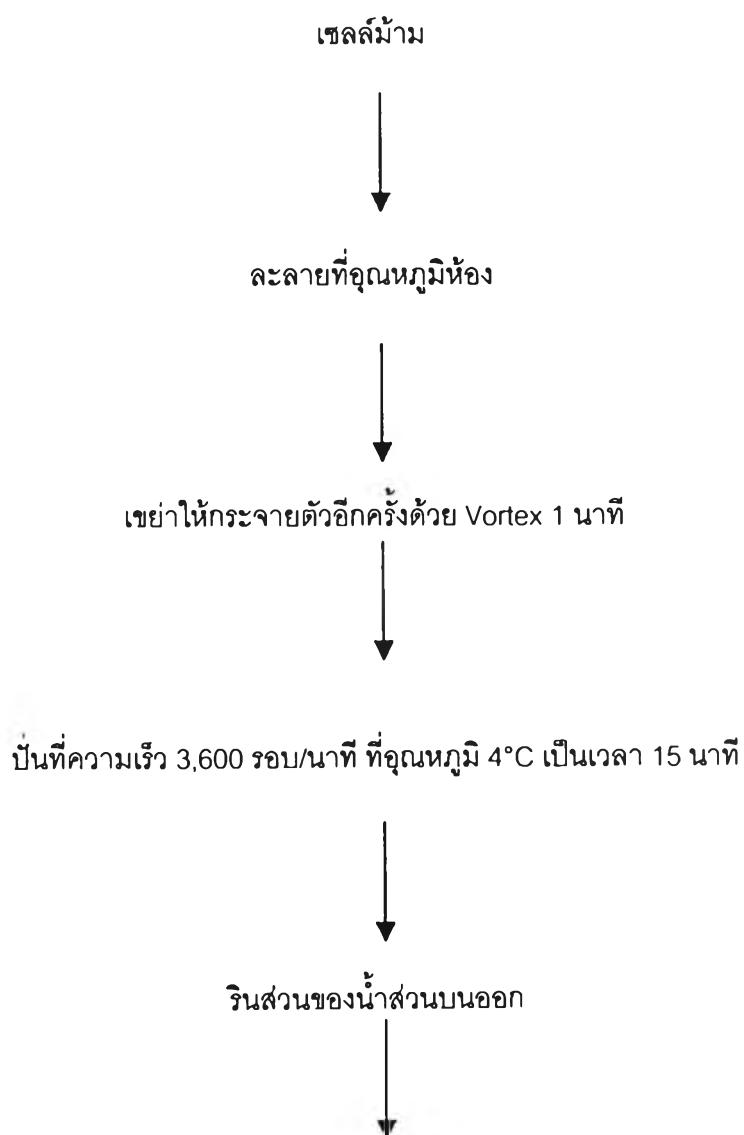 เซลล์ม้าม
ละลายที่อุณหภูมิห้อง
เขย่าให้กระจายตัวอีกครั้งด้วย Vortex 1 นาที
ปั่นที่ความเร็ว 3,600 รอบ/นาที ที่อุณหภูมิ 4°C เป็นเวลา 15 นาที
รินส่วนของน้ำส่วนบนออก